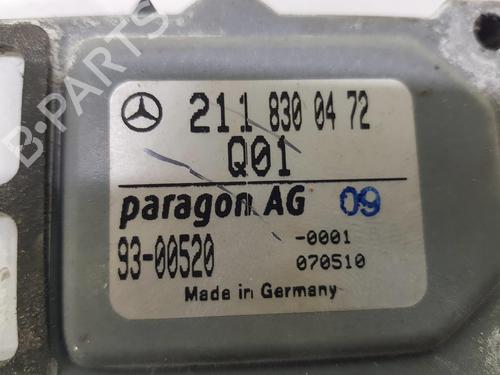 B-PARTS
211 830 04 72
Q01
paragon AG 09
93-00520
-0001
070510
Made in Germany